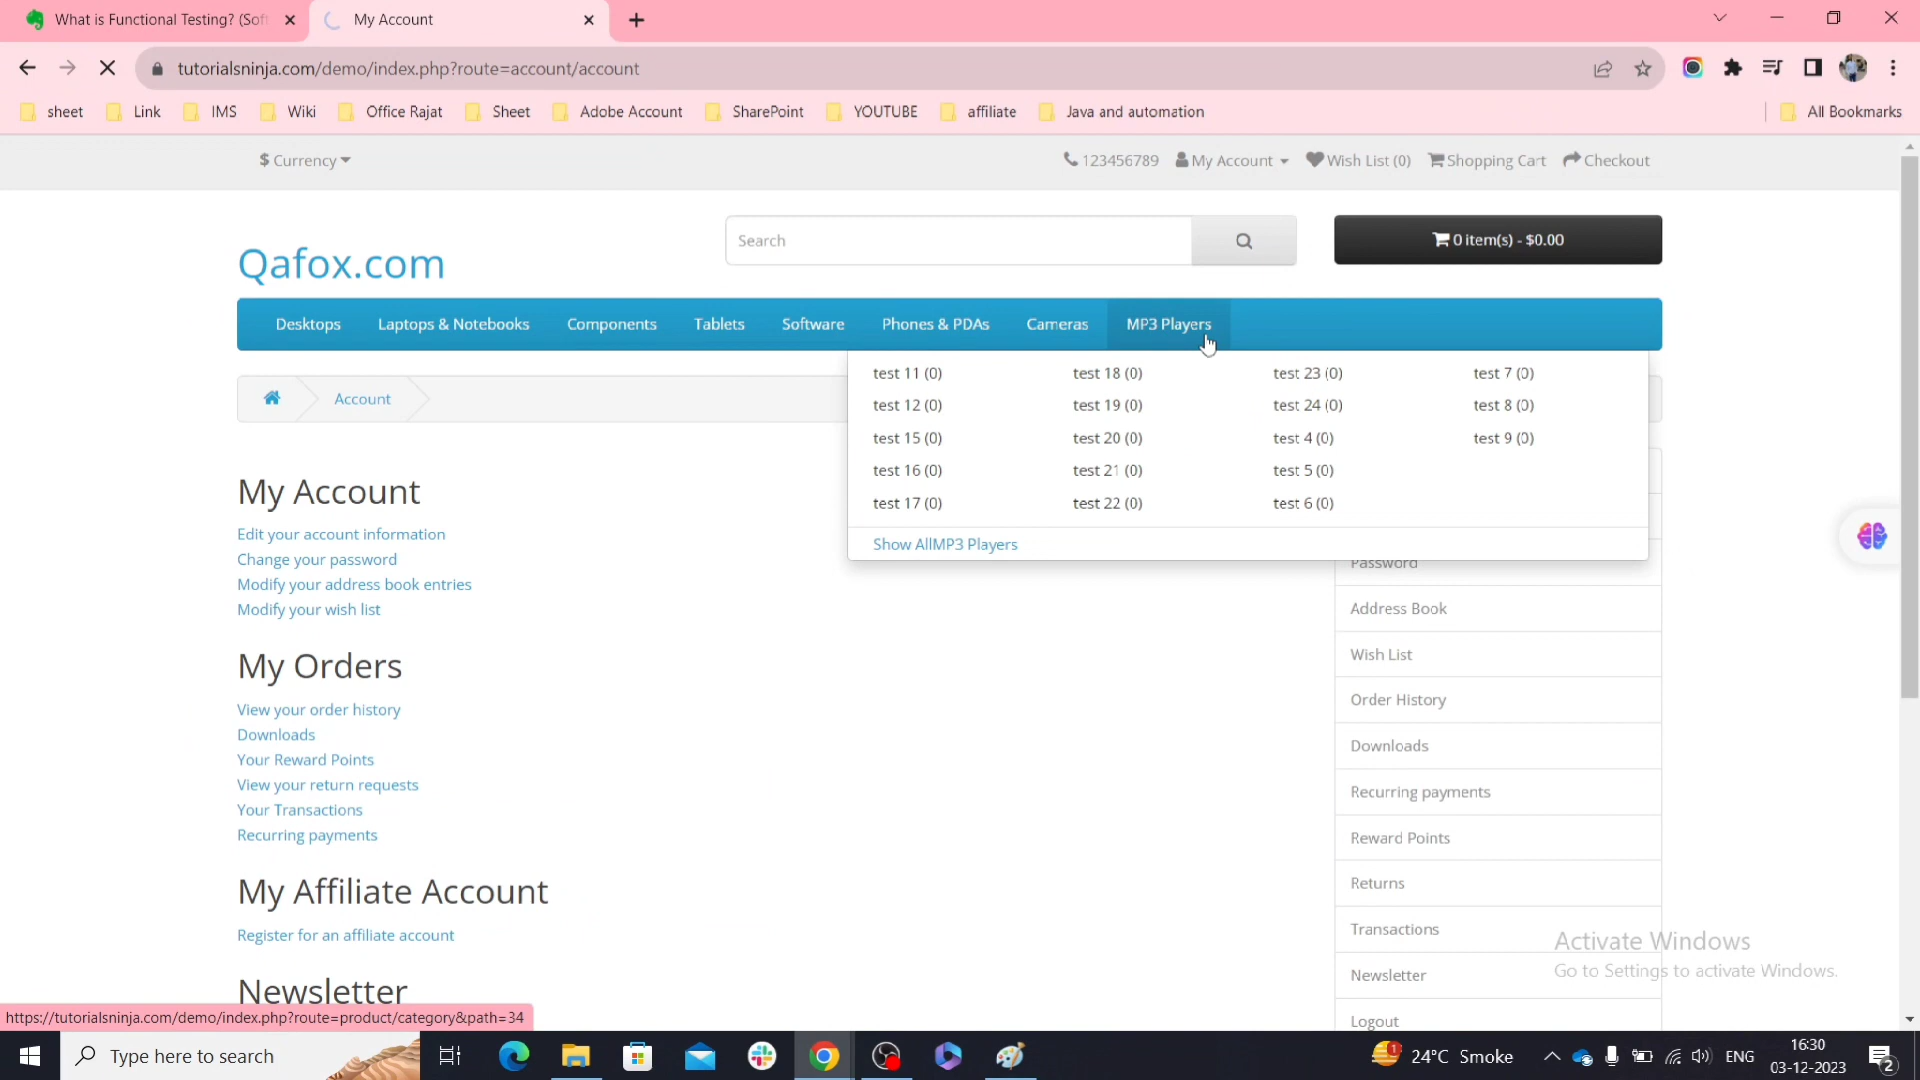 What is Functional Testing? (Soft
My Account
tutorialsninja.com/demo/index.php?route=account/account
sheet
Link
IMS
Wiki
Office Rajat
Sheet
Adobe Account
SharePoint
YOUTUBE
affiliate
Java and automation
All Bookmarks
$ Currency
123456789
My Account
Wish List (0)
Shopping Cart
Checkout
Qafox.com
Search
0 item(s) - $0.00
Desktops
Laptops & Notebooks
Components
Tablets
Software
Phones & PDAs
Cameras
MP3 Players
test 11 (0)
test 18 (0)
test 23 (0)
test 7 (0)
test 12 (0)
test 19 (0)
test 24 (0)
test 8 (0)
test 15 (0)
test 20 (0)
test 4 (0)
test 9 (0)
test 16 (0)
test 21 (0)
test 5 (0)
test 17 (0)
test 22 (0)
test 6 (0)
Show AllMP3 Players
Account
My Account
Edit your account information
Change your password
Modify your address book entries
Modify your wish list
My Orders
View your order history
Downloads
Your Reward Points
View your return requests
Your Transactions
Recurring payments
My Affiliate Account
Register for an affiliate account
Newsletter
Password
Address Book
Wish List
Order History
Downloads
Recurring payments
Reward Points
Returns
Transactions
Newsletter
Logout
Activate Windows
Go to Settings to activate Windows.
https://tutorialsninja.com/demo/index.php?route=product/category&path=34
Type here to search
1
24°C Smoke
ENG
16:30
03-12-2023
2